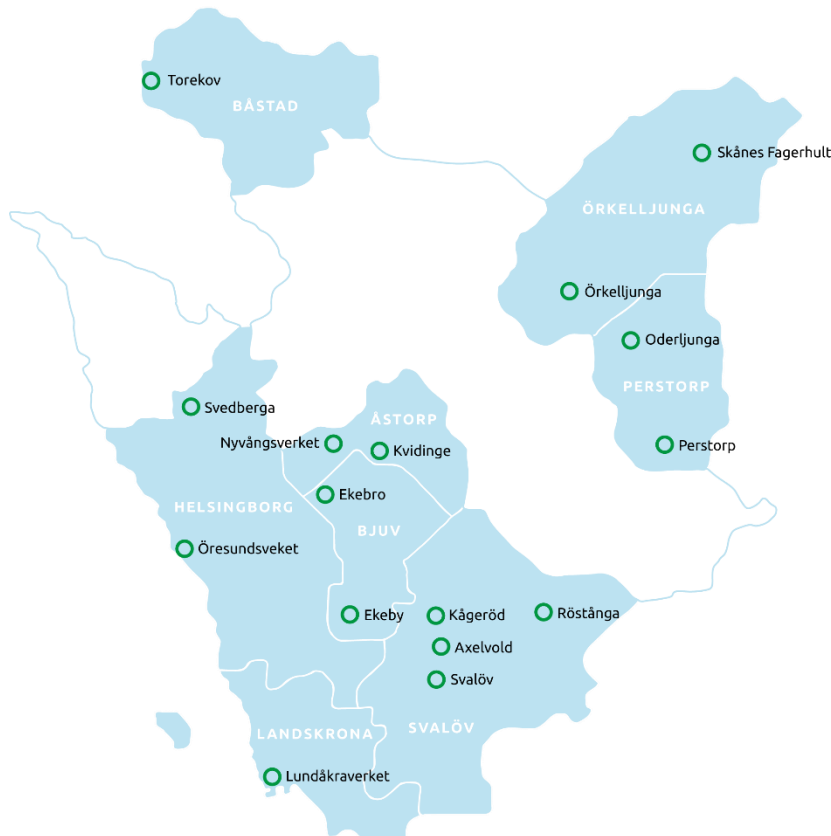 Torekov
BÅSTAD
Skånes Fagerhult
ÖRKELLJUNGA
Örkelljunga
Oderljunga
PERSTORP
Perstorp
Svedberga
ÅSTORP
Nyvångsverket
Kvidinge
Ekebro
HELSINGBORG
BJUV
Öresundsveket
Ekeby
Kågeröd
Röstånga
Axelvold
Svalöv
SVALÖV
LANDSKRONA
Lundåkraverket